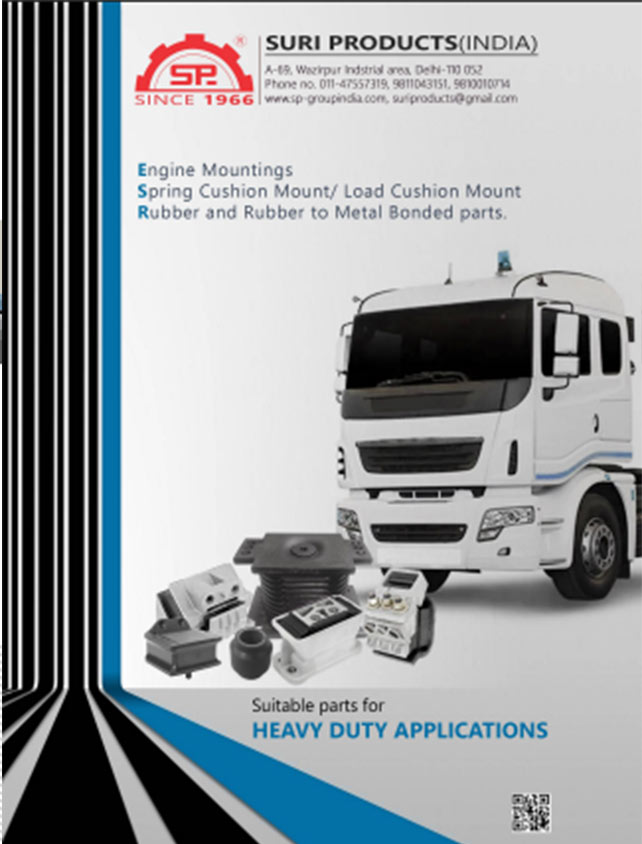 SP
®
SINCE 1966
SURI PRODUCTS(INDIA)
A-69, Wazirpur Indstrial area, Delhi-110 052
Phone no. 011-47557319, 9811043151, 9810010714
www.sp-groupindia.com, suriproducts@gmail.com
Engine Mountings
Spring Cushion Mount/ Load Cushion Mount
Rubber and Rubber to Metal Bonded parts.
Suitable parts for
HEAVY DUTY APPLICATIONS